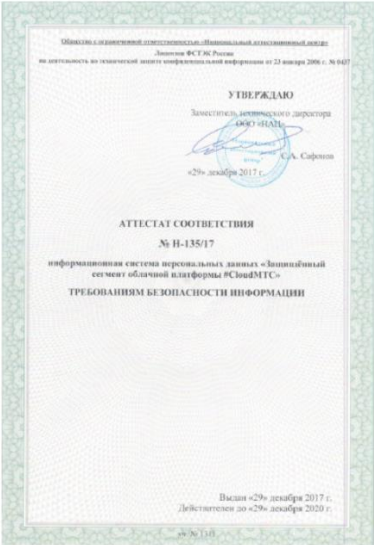 Общество с ограниченной ответственностью «Национальный аттестационный центр»
Лицензия ФСТЭК России
на деятельность по технической защите конфиденциальной информации от 23 января 2006 г. № 0437
УТВЕРЖДАЮ
Заместитель технического директора
ООО «НАЦ»
С.А. Сафонов
«29» декабря 2017 г.
АТТЕСТАТ СООТВЕТСТВИЯ
№ Н-135/17
информационная система персональных данных «Защищённый
сегмент облачной платформы #CloudМТС»
ТРЕБОВАНИЯМ БЕЗОПАСНОСТИ ИНФОРМАЦИИ
Выдан «29» декабря 2017 г.
Действителен до «29» декабря 2020 г.